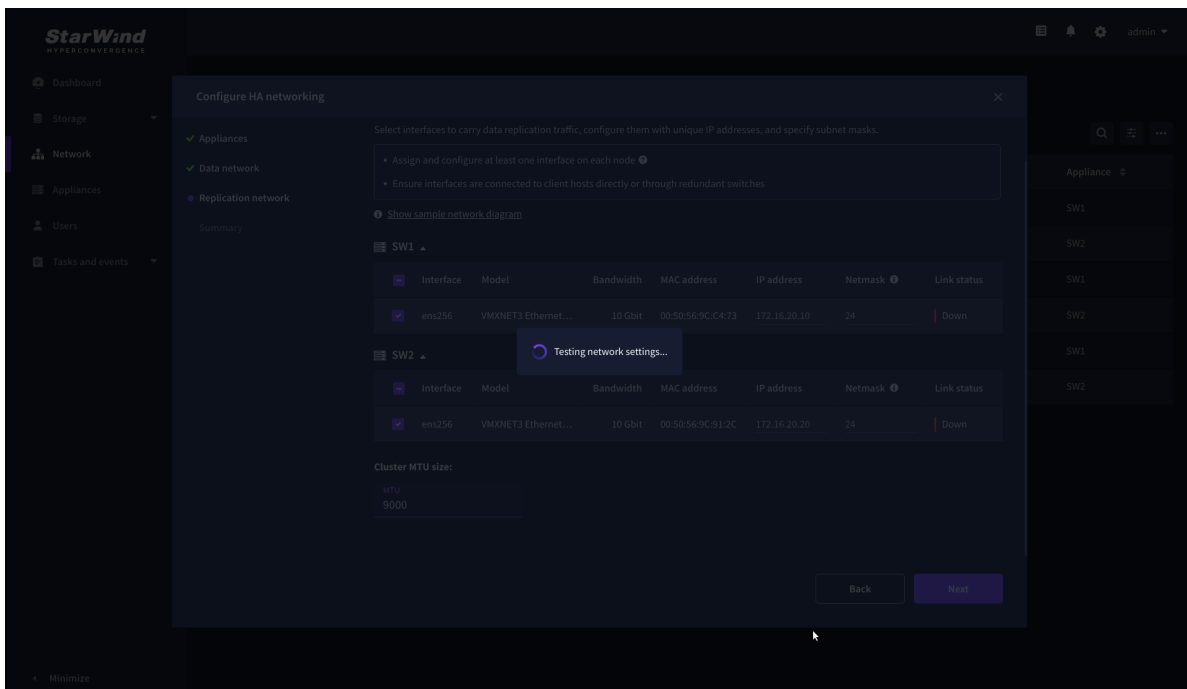 StarWind
HYPERCONVERGENCE
admin
Dashboard
Storage
Network
Appliances
Users
Tasks and events
Minimize
Configure HA networking
Appliances
Data network
Replication network
Summary
Select interfaces to carry data replication traffic, configure them with unique IP addresses, and specify subnet masks.
• Assign and configure at least one interface on each node
• Ensure interfaces are connected to client hosts directly or through redundant switches
Show sample network diagram
SW1
Interface Model Bandwidth MAC address IP address Netmask Link status
ens256 VMXNET3 Ethernet... 10 Gbit 00:50:56:9C:C4:73 172.16.20.10 24 Down
Testing network settings...
SW2
Interface Model Bandwidth MAC address IP address Netmask Link status
ens256 VMXNET3 Ethernet... 10 Gbit 00:50:56:9C:91:2C 172.16.20.20 24 Down
Cluster MTU size:
MTU
9000
Back Next
Appliance
SW1
SW2
SW1
SW2
SW1
SW2